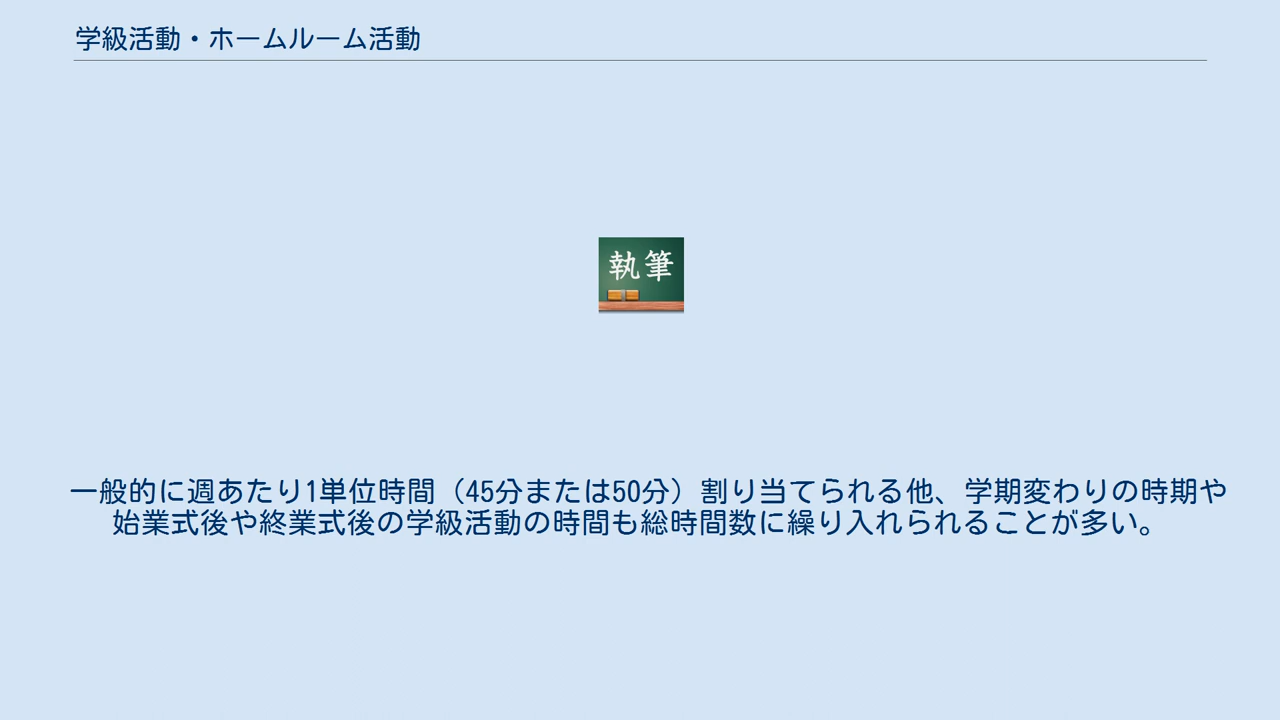 学級活動・ホームルーム活動
執筆
一般的に週あたり1単位時間（45分または50分）割り当てられる他、学期変わりの時期や
始業式後や終業式後の学級活動の時間も総時間数に繰り入れられることが多い。